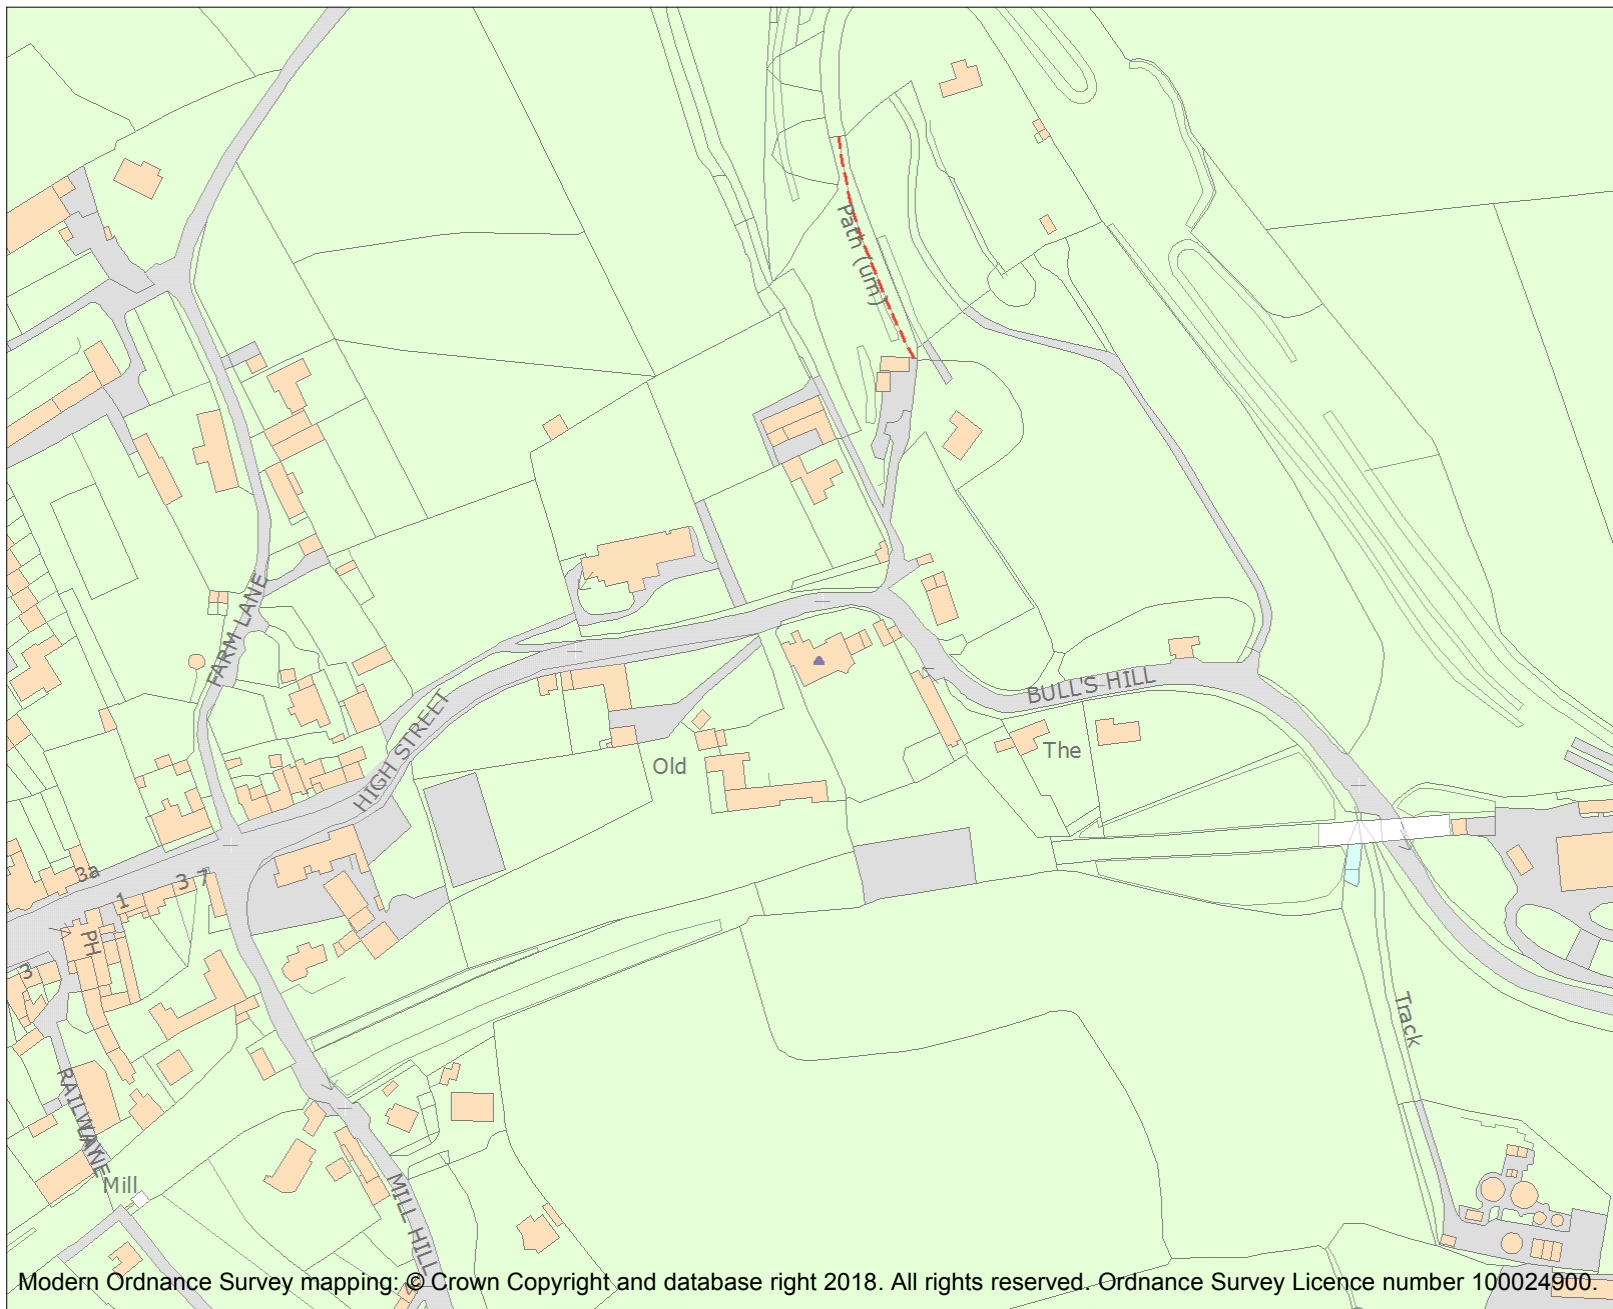 Path (um)
FARM LANE
HIGH STREET
BULL'S HILL
The
Old
3a
1
3
7
PH
3
Track
RAILWAY
LANE
Mill
MILL HILL
Modern Ordnance Survey mapping: © Crown Copyright and database right 2018. All rights reserved. Ordnance Survey Licence number 100024900.